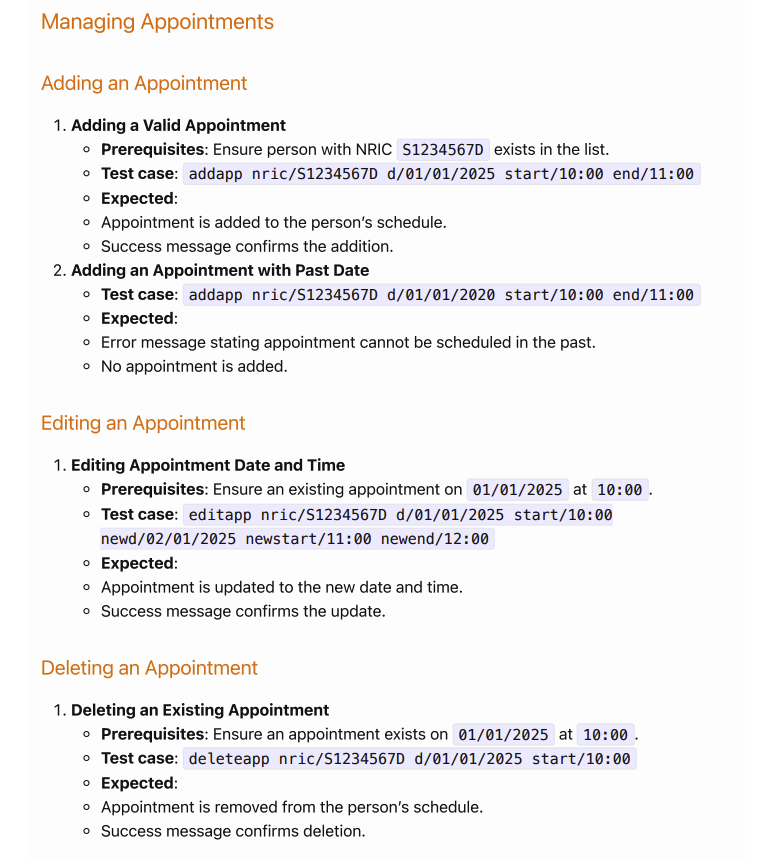 Managing Appointments
Adding an Appointment
1. Adding a Valid Appointment
◦ Prerequisites: Ensure person with NRIC S1234567D exists in the list.
◦ Test case: addapp nric/S1234567D d/01/01/2025 start/10:00 end/11:00
◦ Expected:
◦ Appointment is added to the person’s schedule.
◦ Success message confirms the addition.
2. Adding an Appointment with Past Date
◦ Test case: addapp nric/S1234567D d/01/01/2020 start/10:00 end/11:00
◦ Expected:
◦ Error message stating appointment cannot be scheduled in the past.
◦ No appointment is added.
Editing an Appointment
1. Editing Appointment Date and Time
◦ Prerequisites: Ensure an existing appointment on 01/01/2025 at 10:00.
◦ Test case: editapp nric/S1234567D d/01/01/2025 start/10:00
newd/02/01/2025 newstart/11:00 newend/12:00
◦ Expected:
◦ Appointment is updated to the new date and time.
◦ Success message confirms the update.
Deleting an Appointment
1. Deleting an Existing Appointment
◦ Prerequisites: Ensure an appointment exists on 01/01/2025 at 10:00.
◦ Test case: deleteapp nric/S1234567D d/01/01/2025 start/10:00
◦ Expected:
◦ Appointment is removed from the person’s schedule.
◦ Success message confirms deletion.